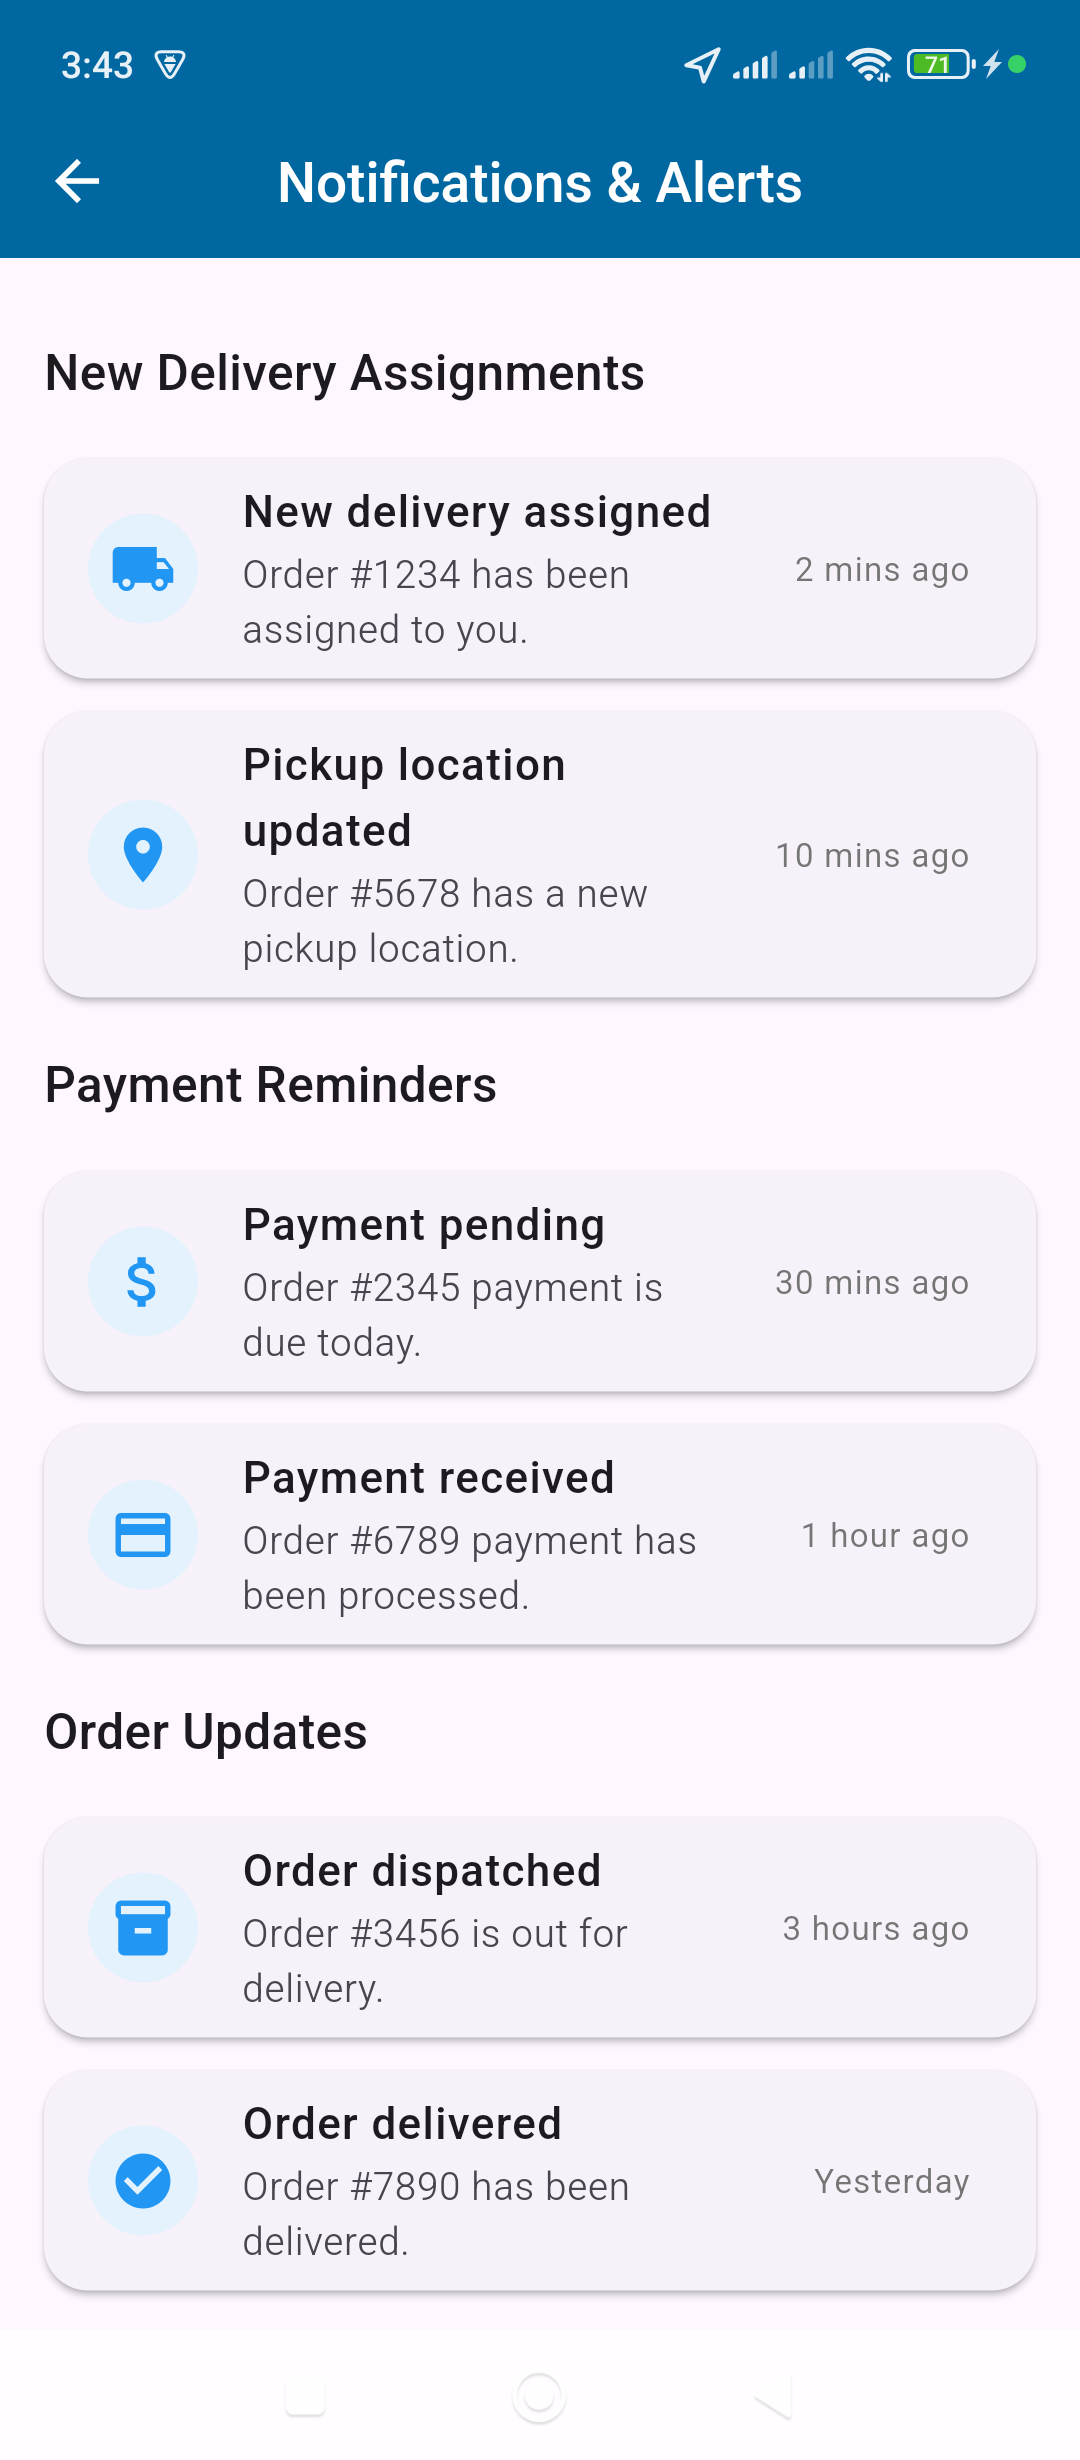 3:43
71
Notifications & Alerts
New Delivery Assignments
New delivery assigned
Order #1234 has been
assigned to you.
2 mins ago
Pickup location
updated
Order #5678 has a new
pickup location.
10 mins ago
Payment Reminders
Payment pending
Order #2345 payment is
due today.
30 mins ago
Payment received
Order #6789 payment has
been processed.
1 hour ago
Order Updates
Order dispatched
Order #3456 is out for
delivery.
3 hours ago
Order delivered
Order #7890 has been
delivered.
Yesterday